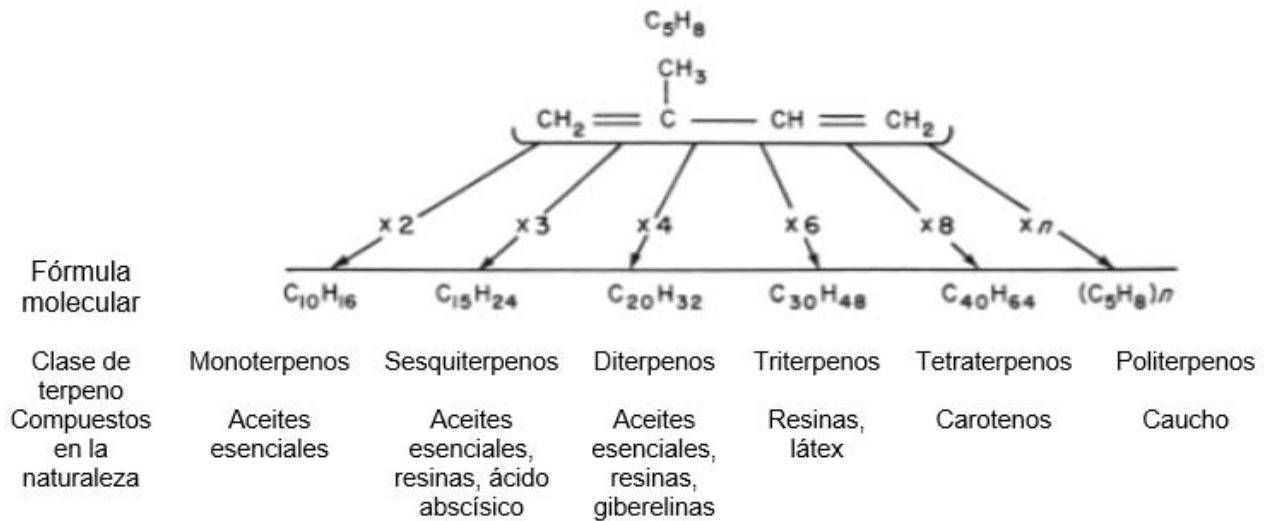 C₅H₈
CH₃
CH₂ = C — CH = CH₂
x2 x3 x4 x6 x8 xn
Fórmula
molecular
C₁₀H₁₆ C₁₅H₂₄ C₂₀H₃₂ C₃₀H₄₈ C₄₀H₆₄ (C₅H₈)n
Clase de
terpeno
Monoterpenos Sesquiterpenos Diterpenos Triterpenos Tetraterpenos Politerpenos
Compuestos
en la
naturaleza
Aceites
esenciales
Aceites
esenciales,
resinas, ácido
abscísico
Aceites
esenciales,
resinas,
giberelinas
Resinas,
látex
Carotenos
Caucho